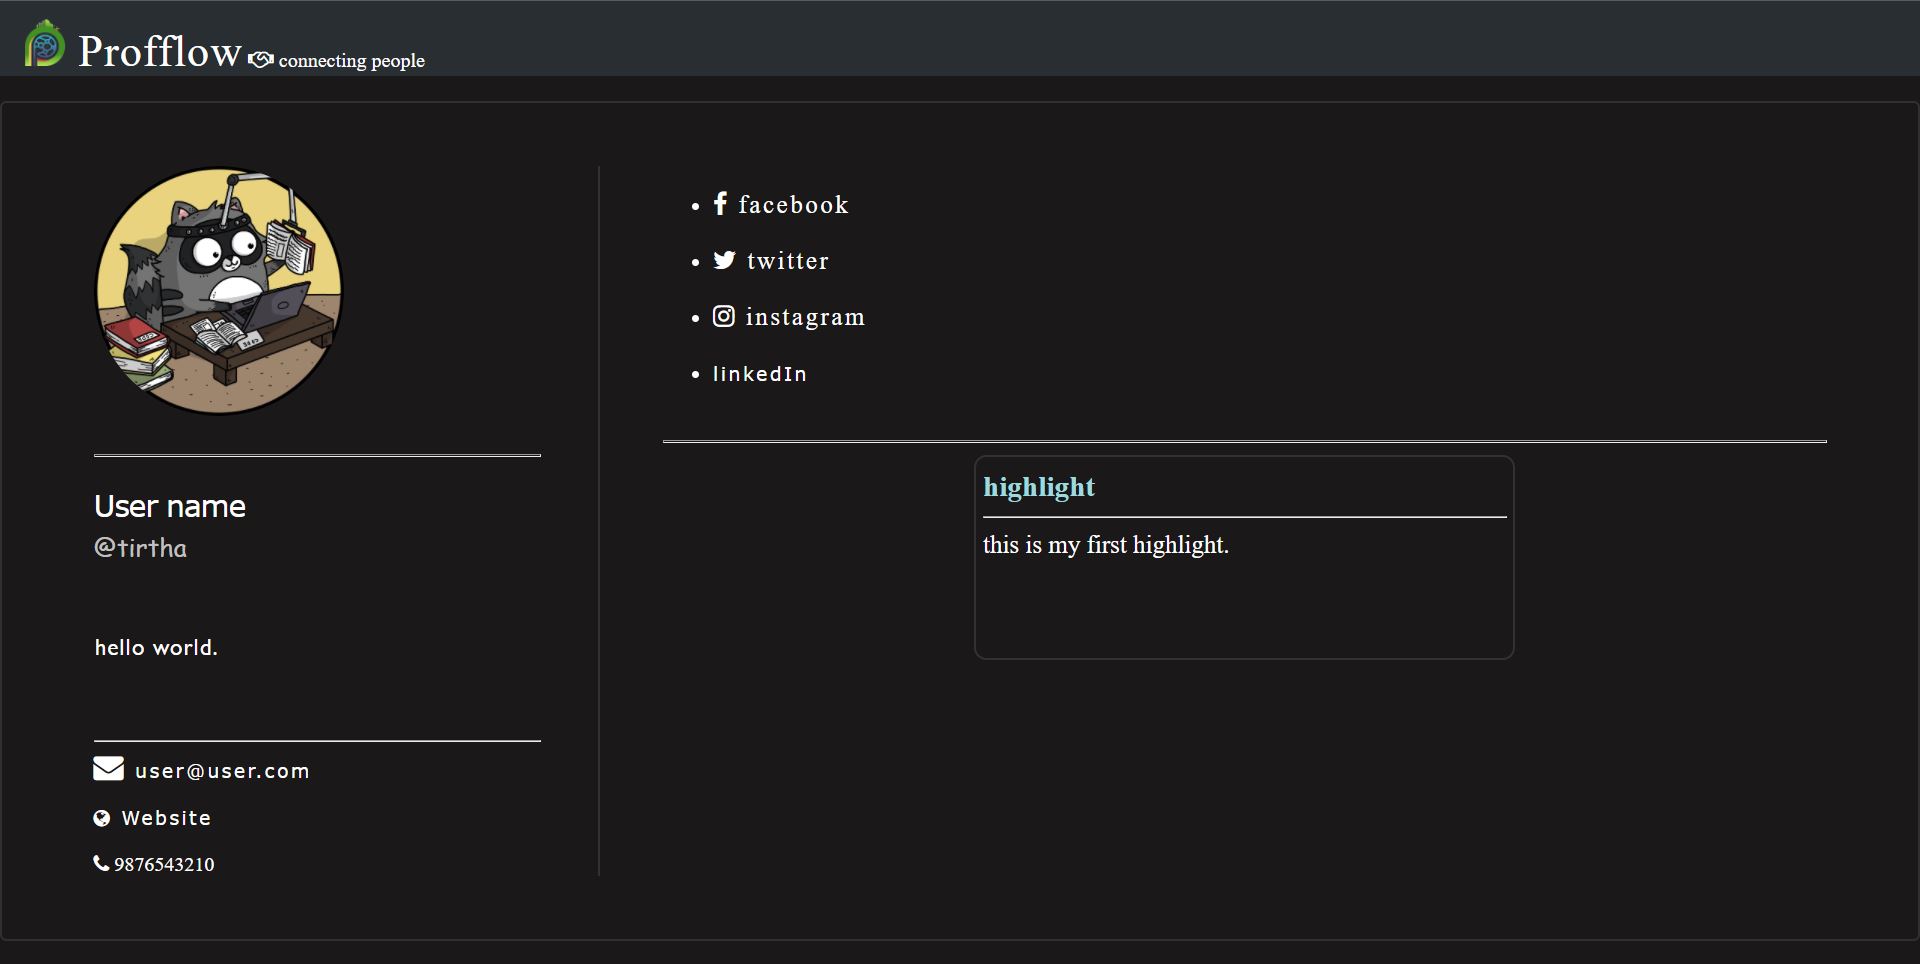 Profflow connecting people
facebook
twitter
instagram
linkedIn
User name
@tirtha
hello world.
user@user.com
Website
9876543210
highlight
this is my first highlight.